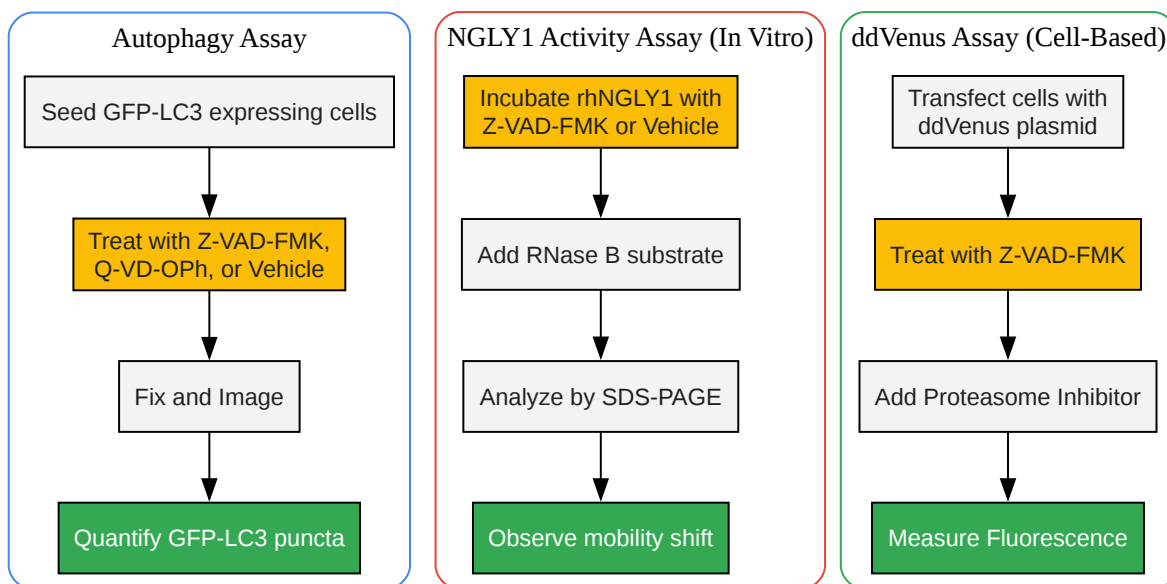 Autophagy Assay
Seed GFP-LC3 expressing cells
Treat with Z-VAD-FMK,
Q-VD-OPh, or Vehicle
Fix and Image
Quantify GFP-LC3 puncta
NGLY1 Activity Assay (In Vitro)
Incubate rhNGLY1 with
Z-VAD-FMK or Vehicle
Add RNase B substrate
Analyze by SDS-PAGE
Observe mobility shift
ddVenus Assay (Cell-Based)
Transfect cells with
ddVenus plasmid
Treat with Z-VAD-FMK
Add Proteasome Inhibitor
Measure Fluorescence